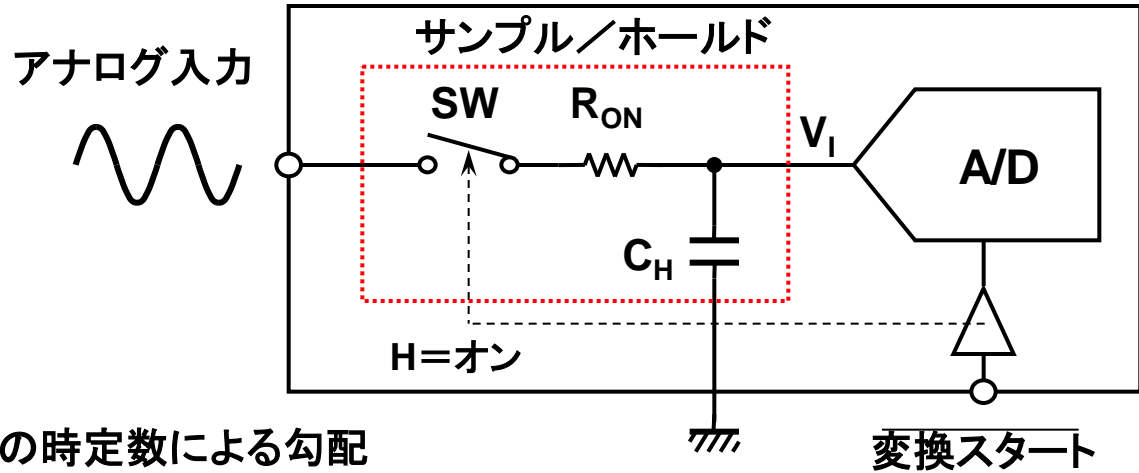 サンプル／ホールド
アナログ入力
SW
RON
VI
A/D
CH
H＝オン
の時定数による勾配
変換スタート